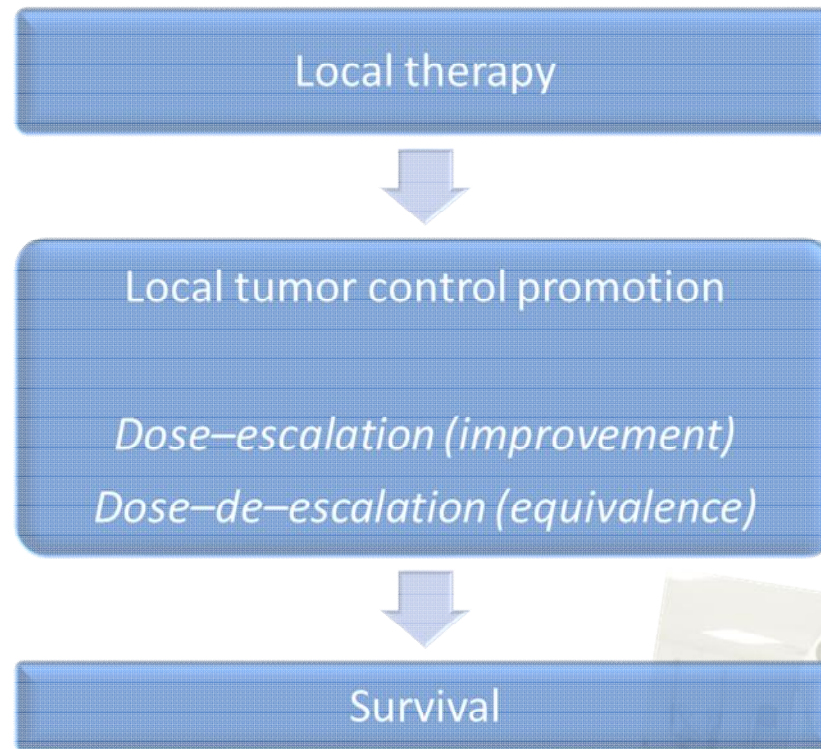 Local therapy
Local tumor control promotion
Dose–escalation (improvement)
Dose–de–escalation (equivalence)
Survival